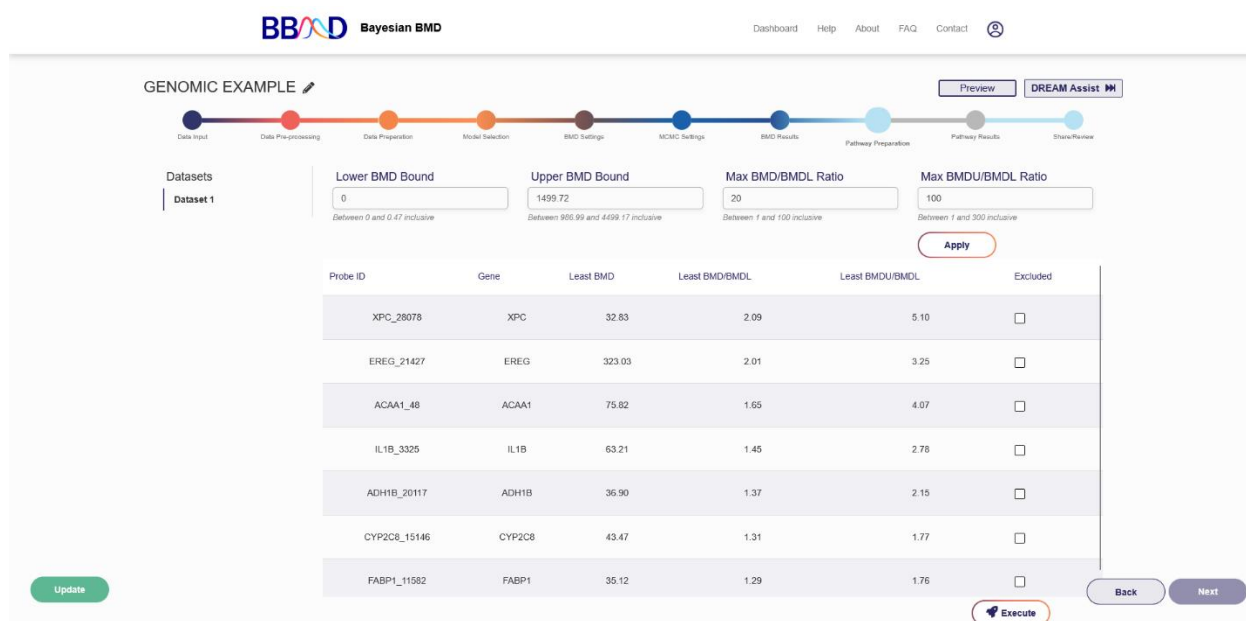 BBMD Bayesian BMD Dashboard Help About FAQ Contact
GENOMIC EXAMPLE Preview DREAM Assist
Data Input Data Pre-processing Data Preparation Model Selection BMD Settings MCMC Settings BMD Results Pathway Preparation Pathway Results Share/Review
Datasets Lower BMD Bound Upper BMD Bound Max BMD/BMDL Ratio Max BMDU/BMDL Ratio
Dataset 1 0 1499.72 20 100
Between 0 and 0.47 inclusive Between 986.99 and 4499.17 inclusive Between 1 and 100 inclusive Between 1 and 300 inclusive
Apply
Probe ID Gene Least BMD Least BMD/BMDL Least BMDU/BMDL Excluded
XPC_28078 XPC 32.83 2.09 5.10
EREG_21427 EREG 323.03 2.01 3.25
ACAA1_48 ACAA1 75.82 1.65 4.07
IL1B_3325 IL1B 63.21 1.45 2.78
ADH1B_20117 ADH1B 36.90 1.37 2.15
CYP2C8_15146 CYP2C8 43.47 1.31 1.77
FABP1_11582 FABP1 35.12 1.29 1.76
Update Back Next
Execute